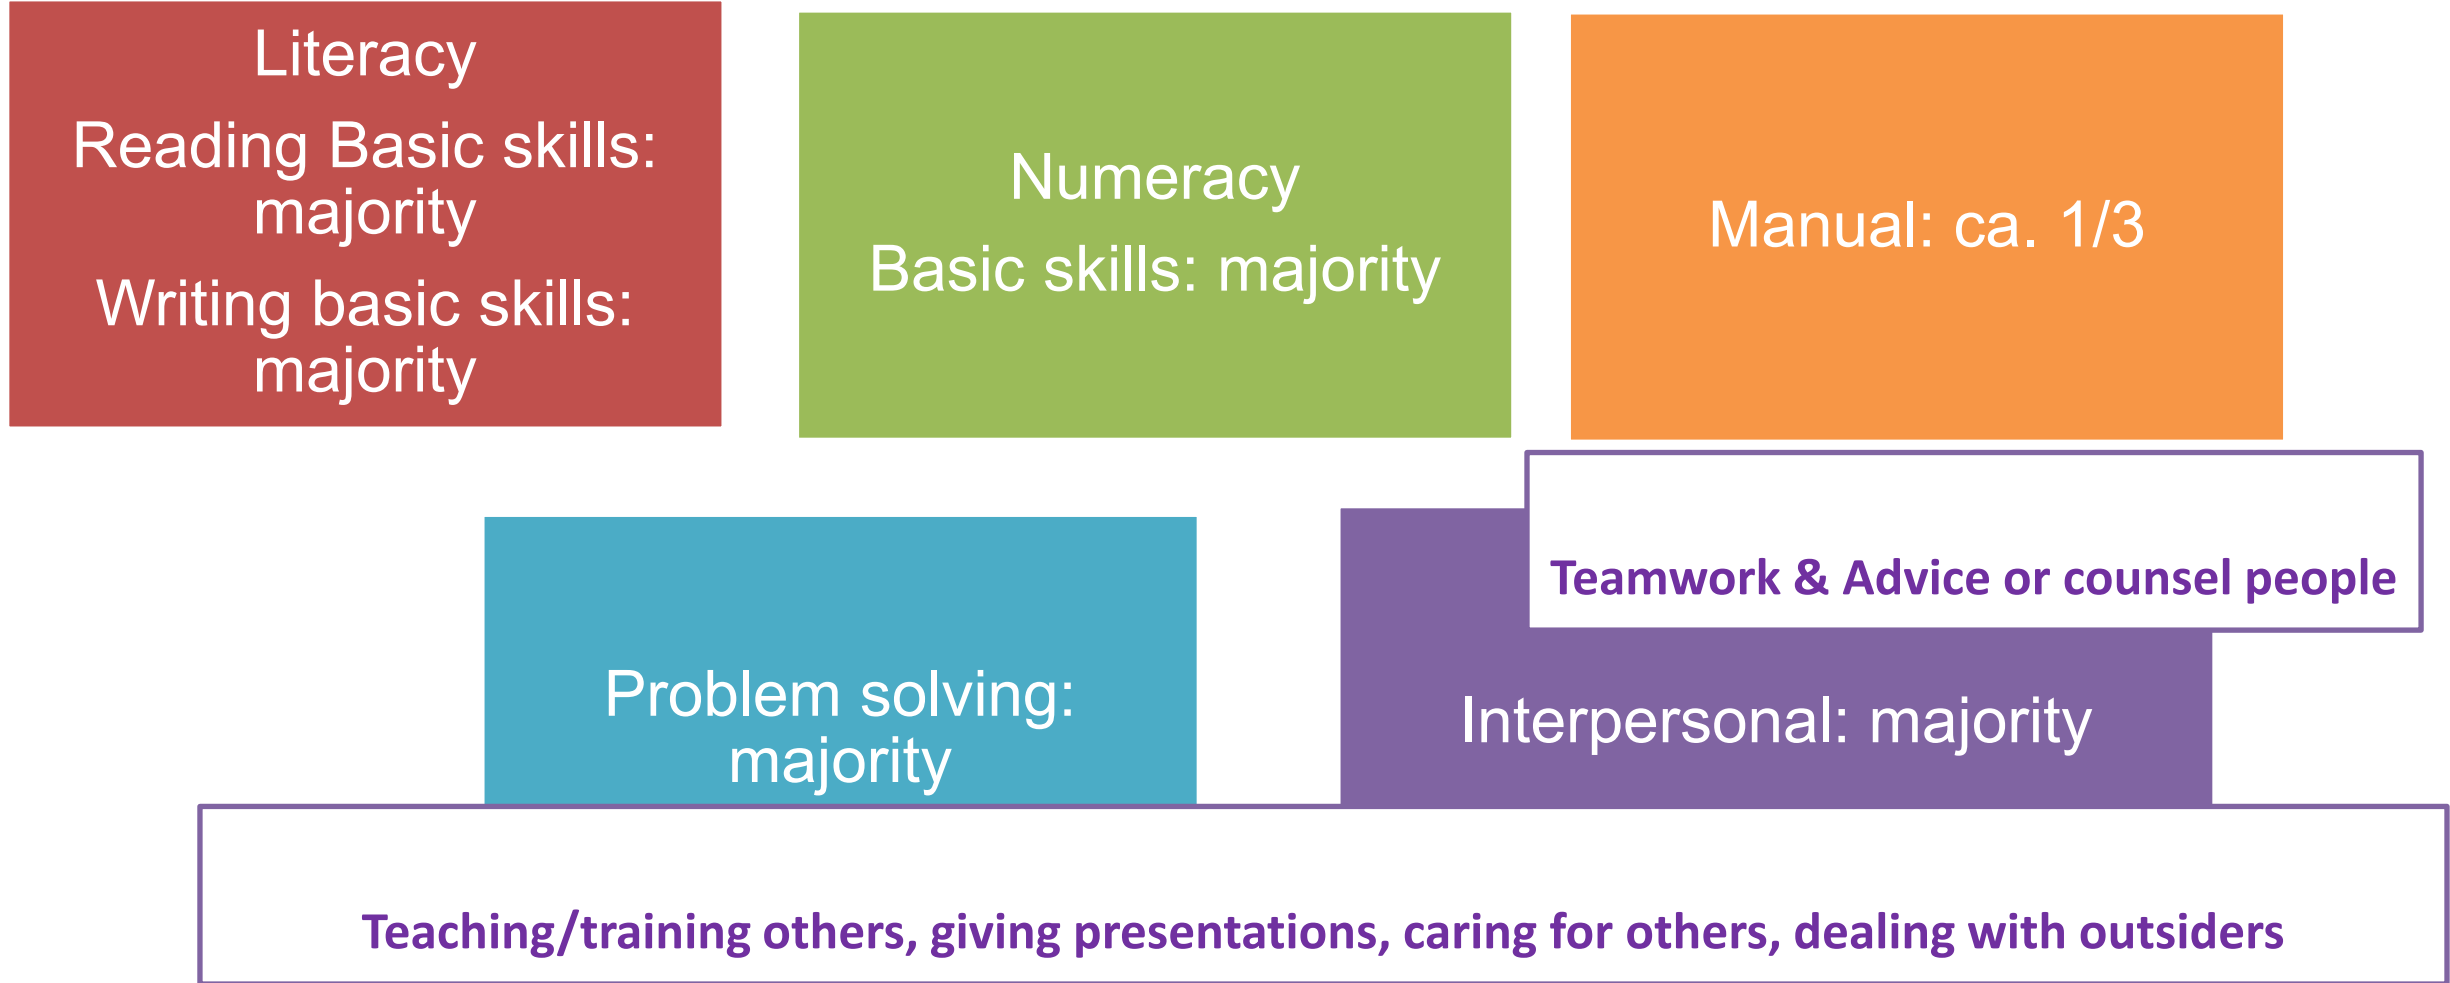 Literacy
Reading Basic skills:
majority
Writing basic skills:
majority
Numeracy
Basic skills: majority
Manual: ca. 1/3
Teamwork & Advice or counsel people
Problem solving:
majority
Interpersonal: majority
Teaching/training others, giving presentations, caring for others, dealing with outsiders